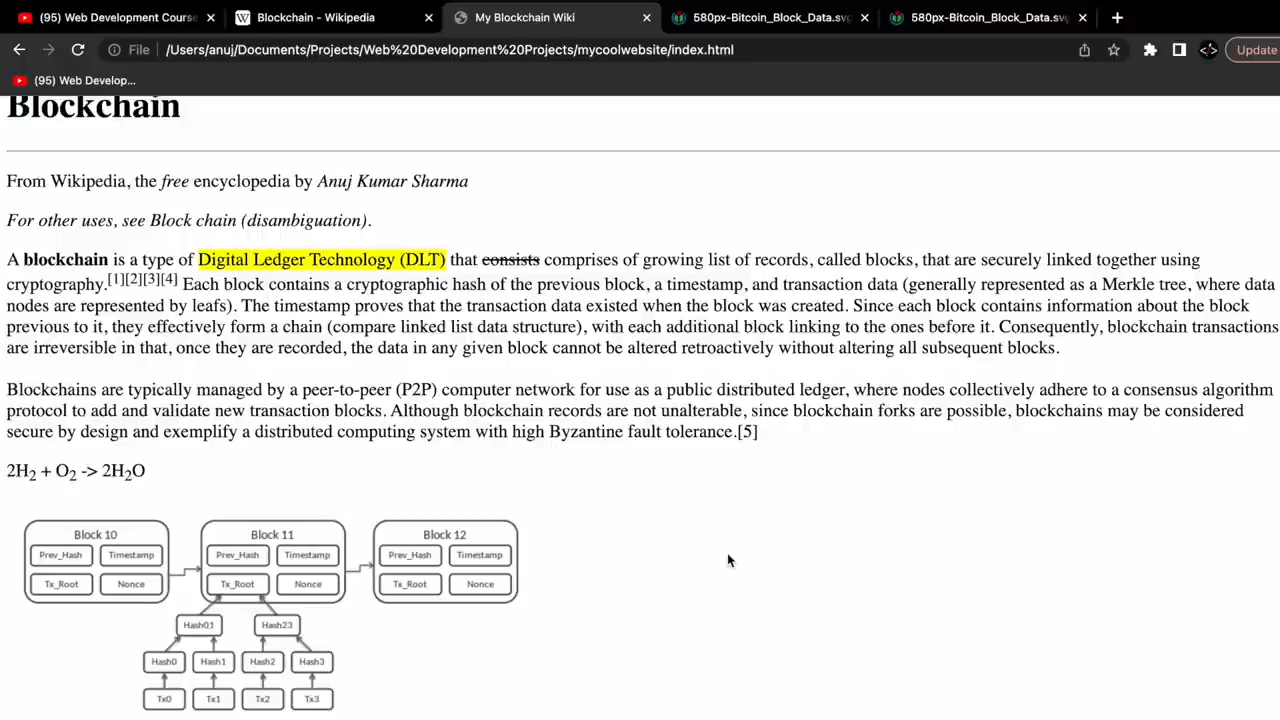 (95) Web Development Course
Blockchain - Wikipedia
My Blockchain Wiki
580px-Bitcoin_Block_Data.svg
580px-Bitcoin_Block_Data.svg
File
/Users/anuj/Documents/Projects/Web%20Development%20Projects/mycoolwebsite/index.html
Update
(95) Web Develop...
Blockchain
From Wikipedia, the free encyclopedia by Anuj Kumar Sharma
For other uses, see Block chain (disambiguation).
A blockchain is a type of Digital Ledger Technology (DLT) that consists comprises of growing list of records, called blocks, that are securely linked together using
cryptography.[1][2][3][4] Each block contains a cryptographic hash of the previous block, a timestamp, and transaction data (generally represented as a Merkle tree, where data
nodes are represented by leafs). The timestamp proves that the transaction data existed when the block was created. Since each block contains information about the block
previous to it, they effectively form a chain (compare linked list data structure), with each additional block linking to the ones before it. Consequently, blockchain transactions
are irreversible in that, once they are recorded, the data in any given block cannot be altered retroactively without altering all subsequent blocks.
Blockchains are typically managed by a peer-to-peer (P2P) computer network for use as a public distributed ledger, where nodes collectively adhere to a consensus algorithm
protocol to add and validate new transaction blocks. Although blockchain records are not unalterable, since blockchain forks are possible, blockchains may be considered
secure by design and exemplify a distributed computing system with high Byzantine fault tolerance.[5]
2H2 + O2 -> 2H2O
Block 10 Block 11 Block 12
Prev_Hash Timestamp Prev_Hash Timestamp Prev_Hash Timestamp
Tx_Root Nonce Tx_Root Nonce Tx_Root Nonce
Hash01 Hash23
Hash0 Hash1 Hash2 Hash3
Tx0 Tx1 Tx2 Tx3